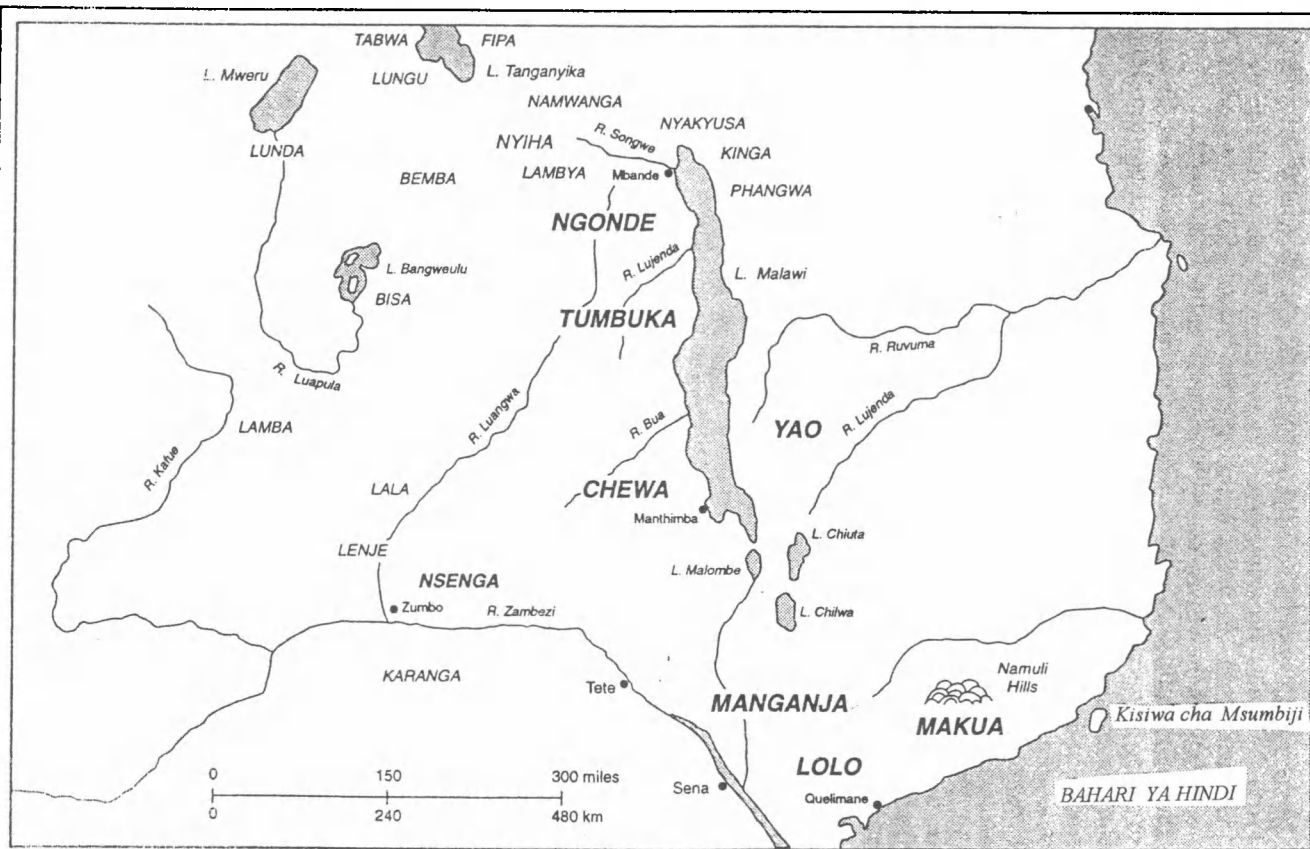 TABWA
FIPA
L. Mweru
LUNGU
L. Tanganyika
NAMWANGA
NYAKYUSA
NYIHA
R. Songwe
LUNDA
KINGA
BEMBA
LAMBYA
Mbande
PHANGWA
NGONDE
L. Bangweulu
R. Lujenda
L. Malawi
BISA
TUMBUKA
R. Ruvuma
R. Luapula
R. Luangwa
LAMBA
R. Bua
YAO
R. Lujenda
R. Kafue
LALA
CHEWA
Manthimba
LENJE
L. Chiuta
L. Malombe
NSENGA
Zumbo
R. Zambezi
L. Chilwa
KARANGA
Namuli
Hills
Tete
MANGANJA
MAKUA
Kisiwa cha Msumbiji
0 150 300 miles
LOLO
Sena
Quelimane
BAHARI YA HINDI
0 240 480 km